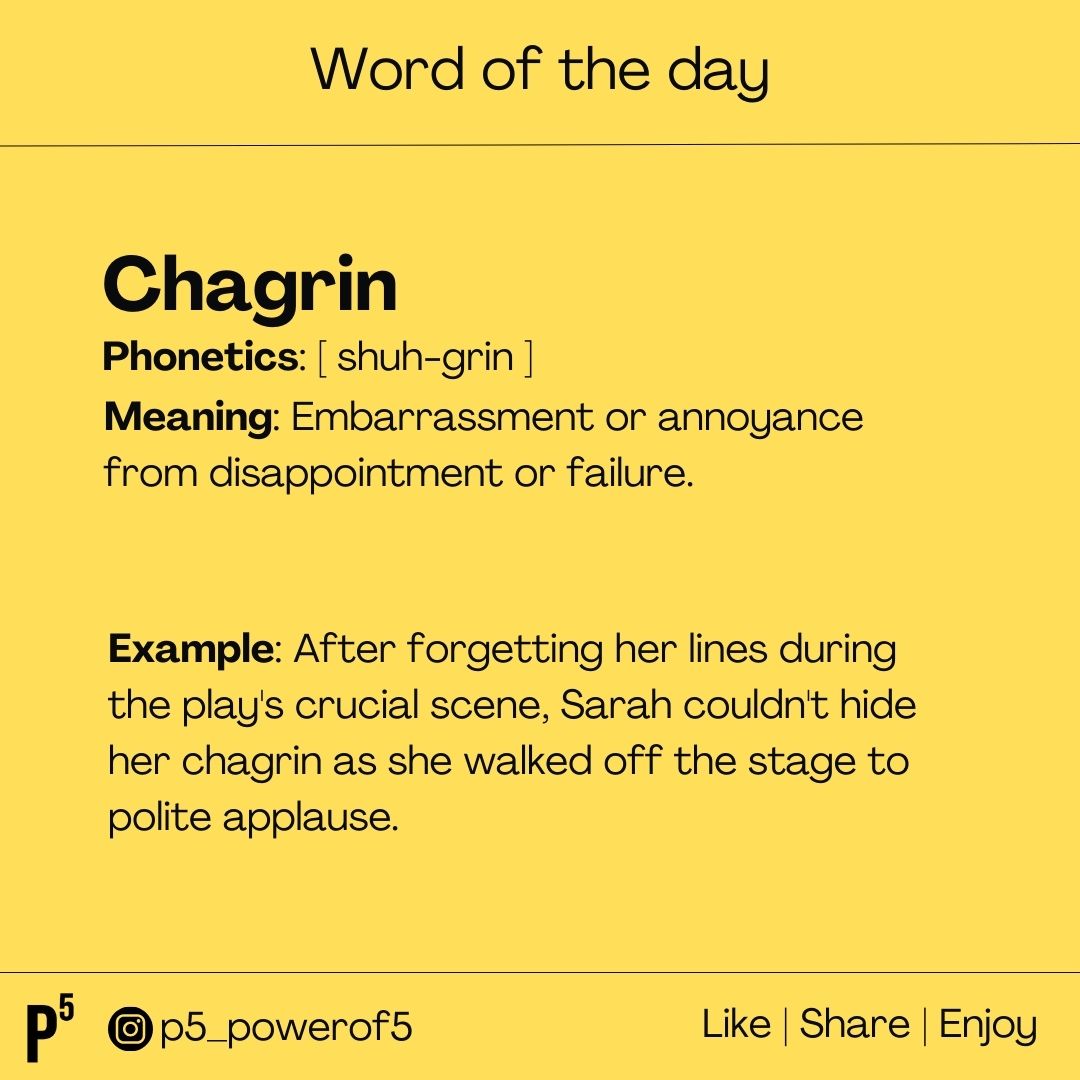 Word of the day
Chagrin
Phonetics: [ shuh-grin ]
Meaning: Embarrassment or annoyance
from disappointment or failure.
Example: After forgetting her lines during
the play's crucial scene, Sarah couldn't hide
her chagrin as she walked off the stage to
polite applause.
P⁵ p5_powerof5 Like | Share | Enjoy